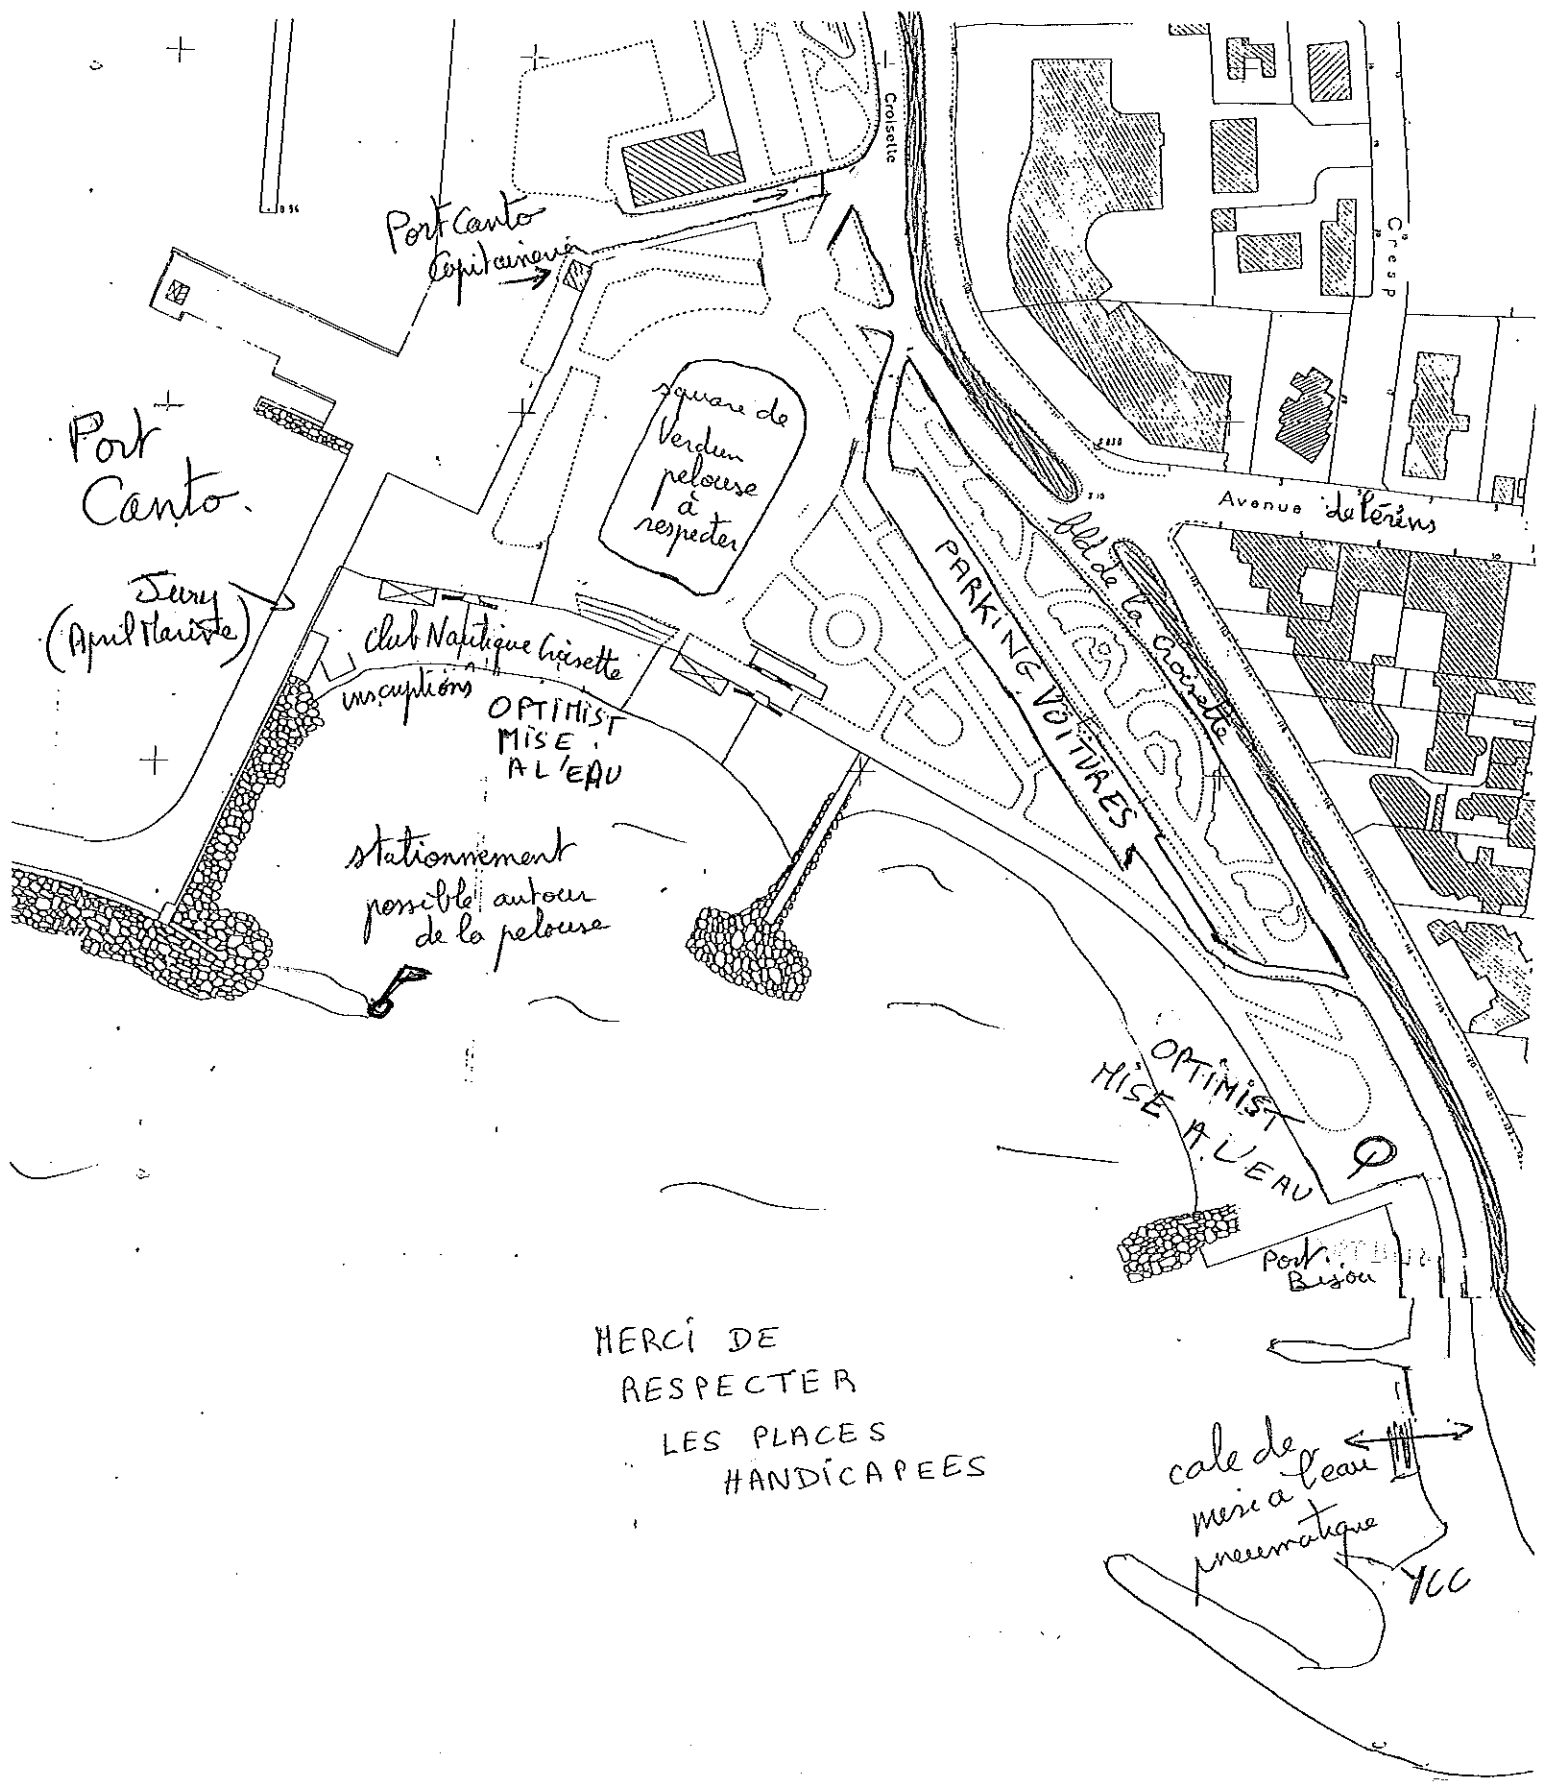 Croisette
Port Canto
Capitainerie
Cresp
square de
Verdun
pelouse
à
respecter
Port
Canto.
Avenue de Lérins
bld de la Croisette
PARKING VOITURES
Jury
(April Marine)
Club Nautique Croisette
inscriptions
OPTIMIST
MISE
A L'EAU
stationnement
possible autour
de la pelouse
OPTIMIST
MISE A L'EAU
Port
Bijou
MERCI DE
RESPECTER
LES PLACES
HANDICAPEES
cale de
mise a l'eau
pneumatique
YCC